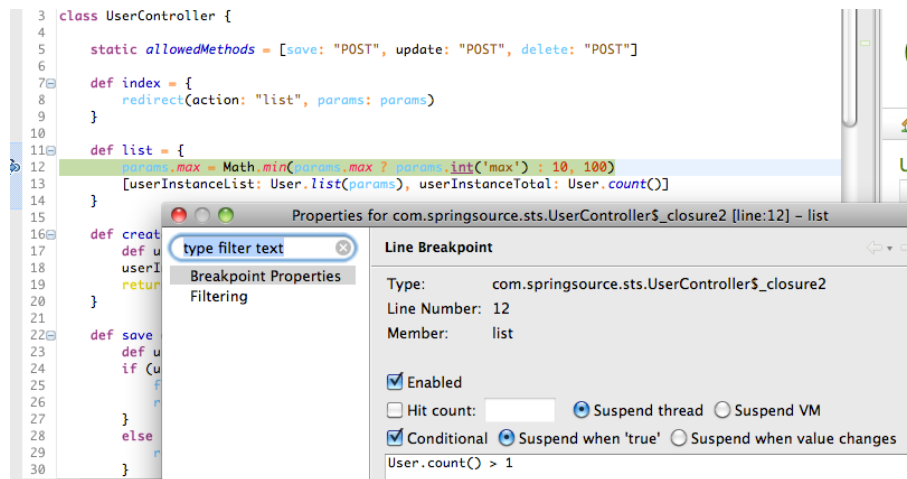 3 class UserController {
4
5 static allowedMethods = [save: "POST", update: "POST", delete: "POST"]
6
7 def index = {
8 redirect(action: "list", params: params)
9 }
10
11 def list = {
12 params.max = Math.min(params.max ? params.int('max') : 10, 100)
13 [userInstanceList: User.list(params), userInstanceTotal: User.count()]
14 }
15
Properties for com.springsource.sts.UserController$_closure2 [line:12] – list
16 def creat
17 def u
18 userI
19 retur
20 }
21
22 def save
23 def u
24 if (u
25 f
26 r
27 }
28 else
29 r
30 }
type filter text
Breakpoint Properties
Filtering
Line Breakpoint
Type: com.springsource.sts.UserController$_closure2
Line Number: 12
Member: list
Enabled
Hit count: Suspend thread Suspend VM
Conditional Suspend when 'true' Suspend when value changes
User.count() > 1